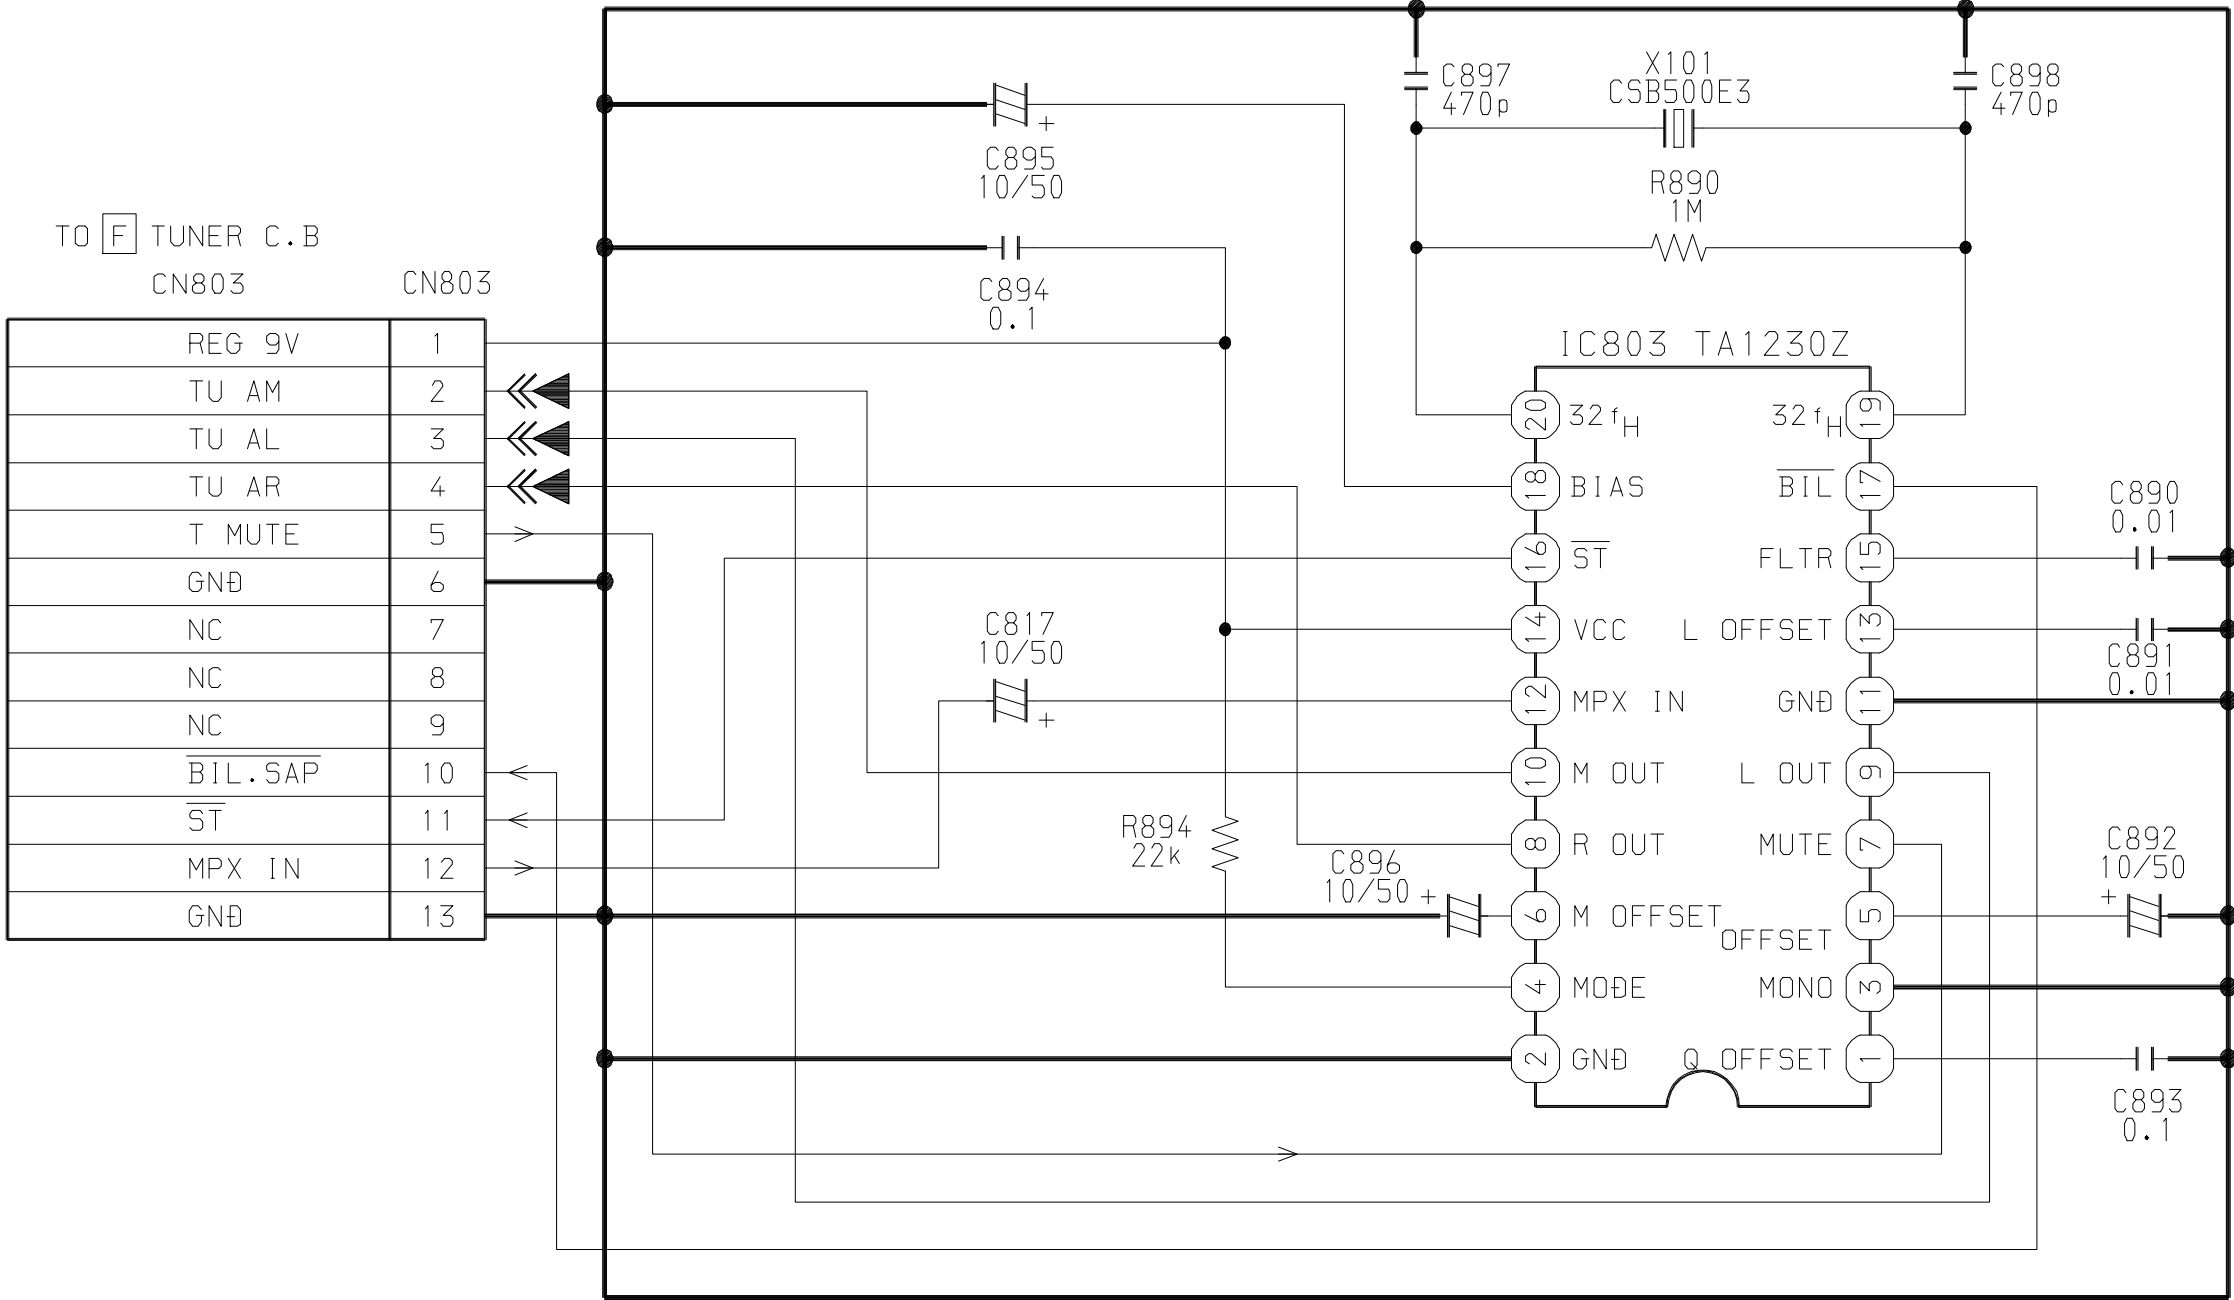 TO F TUNER C.B
CN803 CN803
REG 9V 1
TU AM 2
TU AL 3
TU AR 4
T MUTE 5
GND 6
NC 7
NC 8
NC 9
BIL.SAP 10
ST 11
MPX IN 12
GND 13
C895
10/50
C894
0.1
C817
10/50
R894
22k
C896
10/50 +
+
+
C897
470p
X101
CSB500E3
C898
470p
R890
1M
IC803 TA1230Z
20 32fH 32fH 19
18 BIAS BIL 17
16 ST FLTR 15
14 VCC L OFFSET 13
12 MPX IN GND 11
10 M OUT L OUT 9
8 R OUT MUTE 7
6 M OFFSET OFFSET 5
4 MODE MONO 3
2 GND Q OFFSET 1
C890
0.01
C891
0.01
C892
10/50
+
C893
0.1